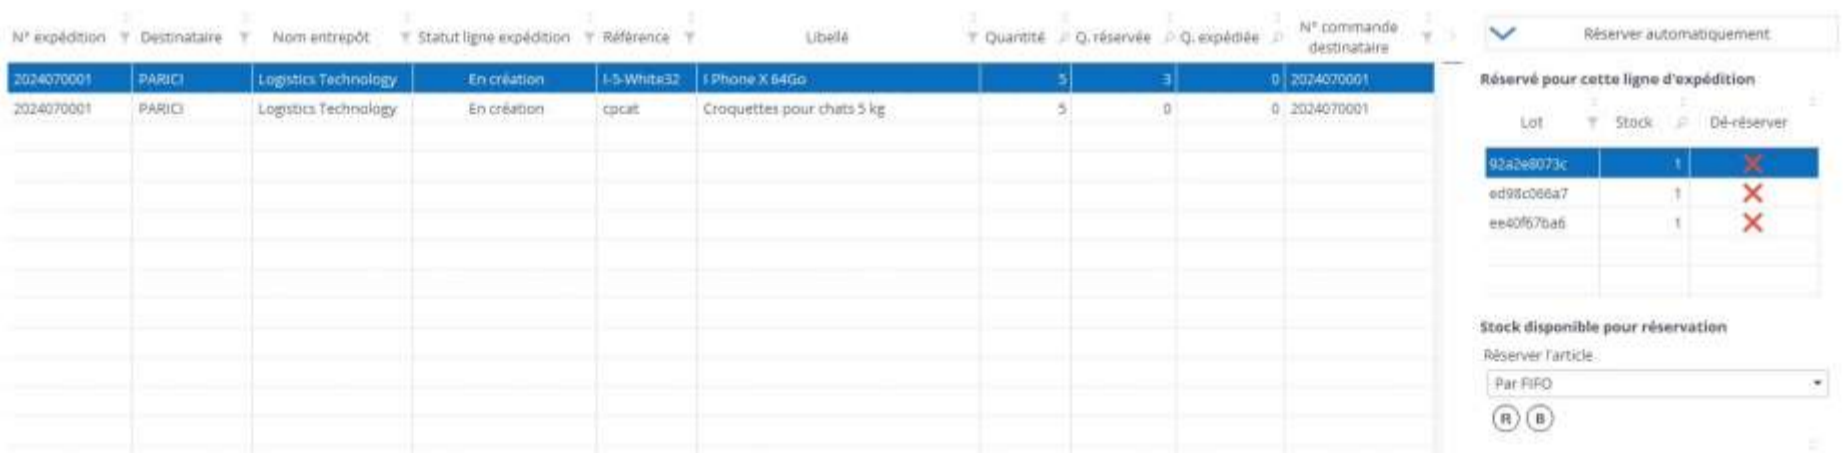 N° expédition Destinataire Nom entrepôt Statut ligne expédition Référence Libellé Quantité Q. réservée Q. expédiée N° commande destinataire
2024070001 PARICI Logistics Technology En création I-5-White32 I Phone X 64Go 5 3 0 2024070001
2024070001 PARICI Logistics Technology En création cpcat Croquettes pour chats 5 kg 5 0 0 2024070001
Réserver automatiquement
Réservé pour cette ligne d'expédition
Lot Stock Dé-réserver
92a2e8073c 1
ed98c066a7 1
ee40f67ba6 1
Stock disponible pour réservation
Réserver l'article
Par FIFO
R B